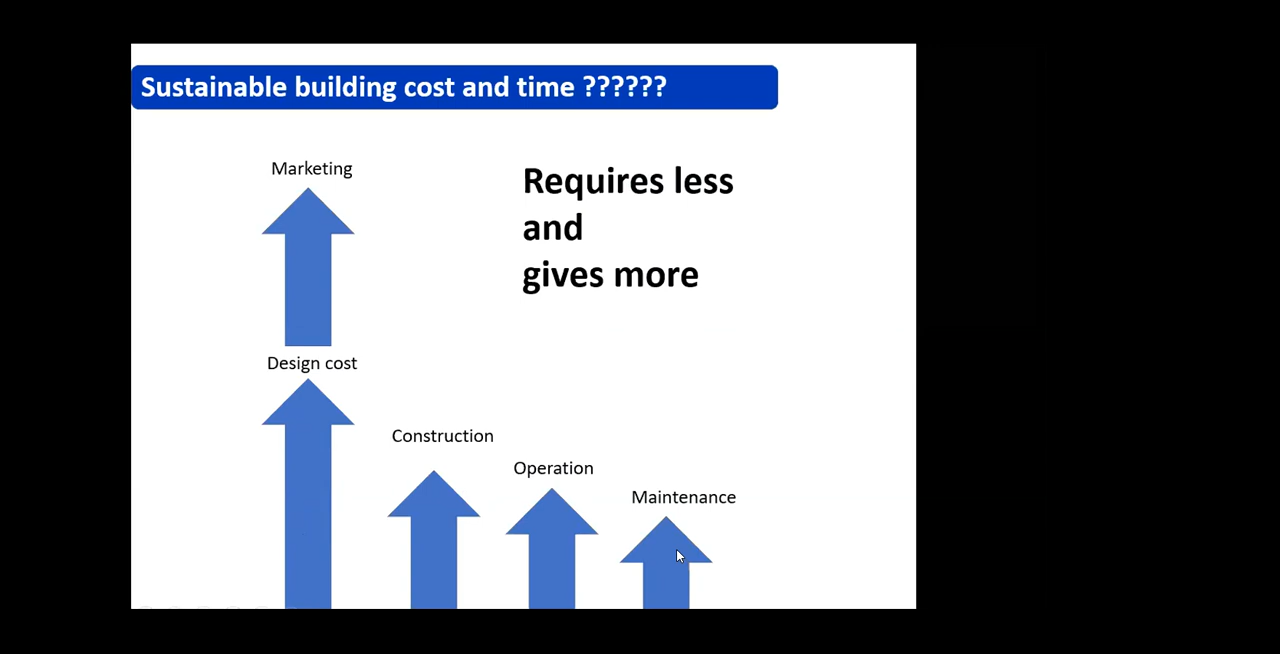 Sustainable building cost and time ??????
Marketing
Requires less
and
gives more
Design cost
Construction
Operation
Maintenance